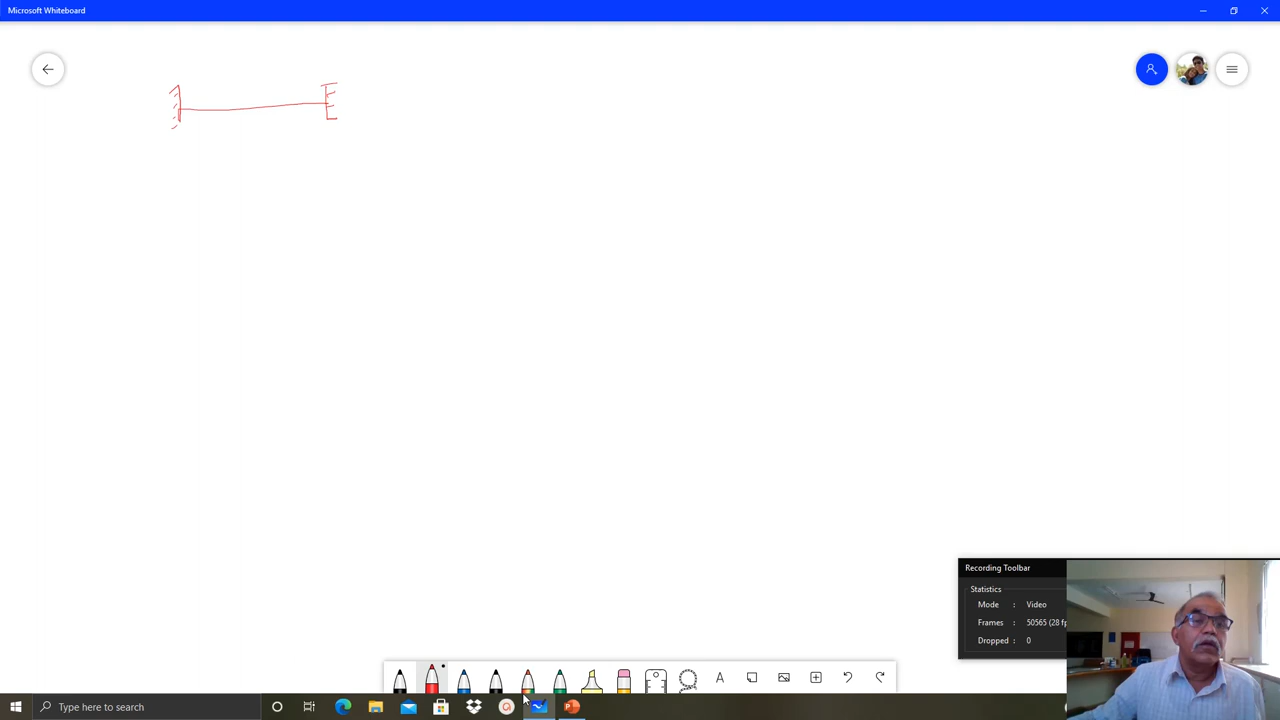 Microsoft Whiteboard
Recording Toolbar
Statistics
Mode : Video
Frames : 50565 (28 fp
Dropped : 0
A
Type here to search